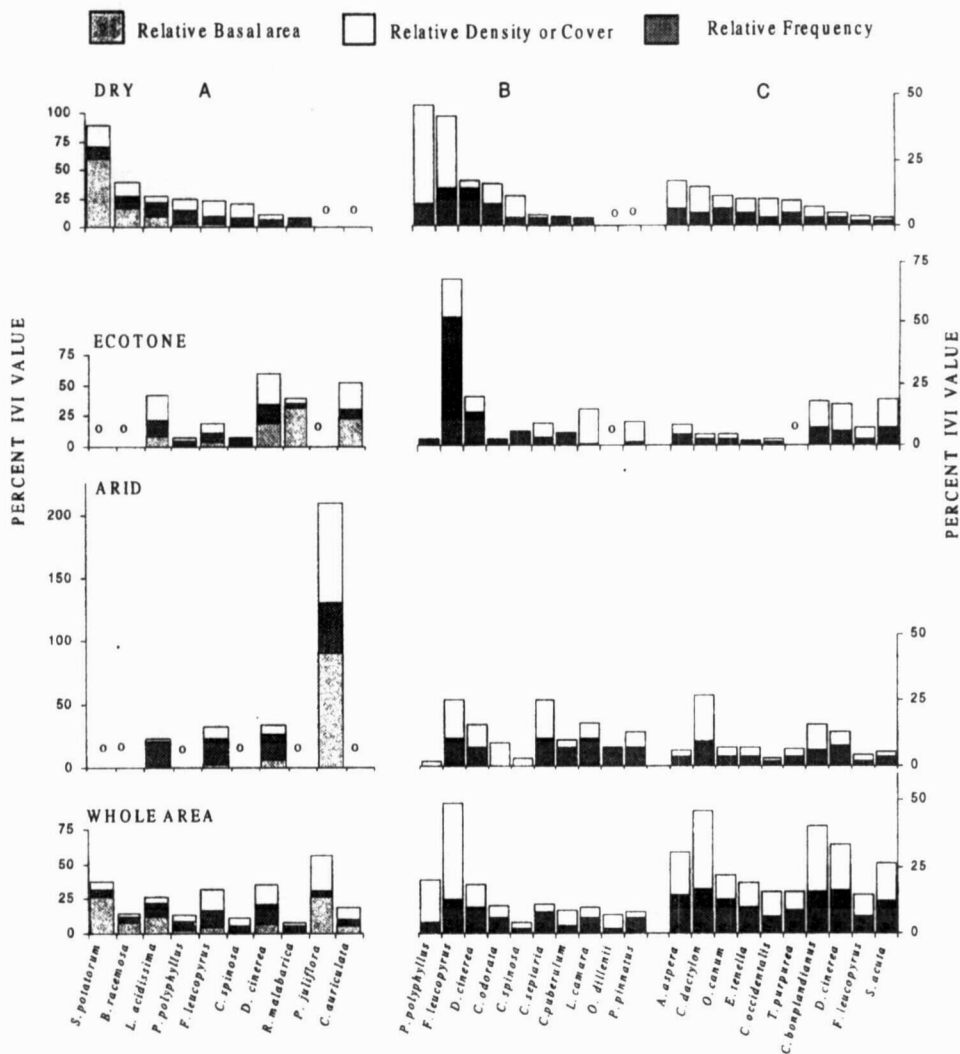 Relative Basal area
Relative Density or Cover
Relative Frequency
DRY
A
B
C
100
75
50
25
0
o o
o o
50
25
0
PERCENT IVI VALUE
ECOTONE
75
50
25
0
o o
o
o
o
75
50
25
0
PERCENT IVI VALUE
ARID
200
150
100
50
0
o o
o
o
o
o
50
25
0
WHOLE AREA
75
50
25
0
50
25
0
S. potatorum
B. racemosa
L. acidissima
P. polyphyllus
F. leucopyrus
C. spinosa
D. cinerea
R. malabarica
P. juliflora
C. auriculata
P. polyphyllus
F. leucopyrus
D. cinerea
C. odorata
C. spinosa
C. sepiaria
C. puberulum
L. camara
O. dillenii
P. pinnatus
A. aspera
C. dactylon
O. canum
E. tenella
C. occidentalis
T. purpurea
C. bonplandianus
D. cinerea
F. leucopyrus
S. acuta